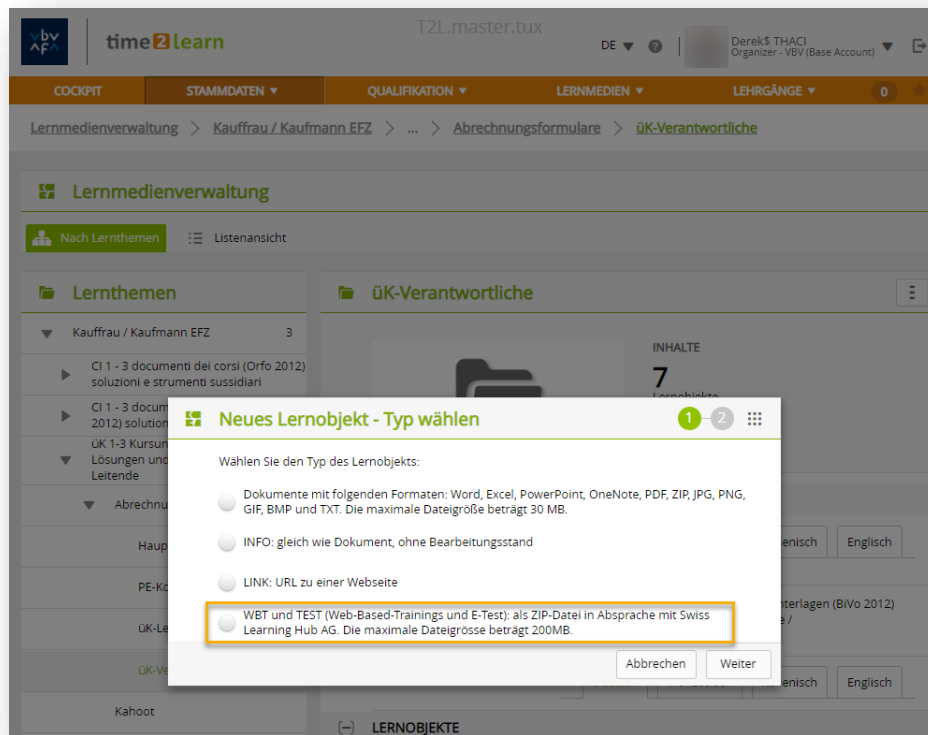 T2L.master.tux
vbv
AFA
time2learn
DE
Derek$ THACI
Organizer - VBV (Base Account)
COCKPIT
STAMMDATEN
QUALIFIKATION
LERNMEDIEN
LEHRGÄNGE
0
Lernmedienverwaltung > Kauffrau / Kaufmann EFZ > ... > Abrechnungsformulare > üK-Verantwortliche
Lernmedienverwaltung
Nach Lernthemen
Listenansicht
Lernthemen
üK-Verantwortliche
Kauffrau / Kaufmann EFZ 3
INHALTE
7
Lernobjekte
CI 1 - 3 documenti dei corsi (Orfo 2012)
soluzioni e strumenti sussidiari
CI 1 - 3 docum
2012) solution
üK 1-3 Kursun
Lösungen und
Leitende
Abrechnu
Haup
PE-Ko
üK-Le
üK-Ve
Kahoot
Neues Lernobjekt - Typ wählen
1
2
Wählen Sie den Typ des Lernobjekts:
Dokumente mit folgenden Formaten: Word, Excel, PowerPoint, OneNote, PDF, ZIP, JPG, PNG,
GIF, BMP und TXT. Die maximale Dateigröße beträgt 30 MB.
INFO: gleich wie Dokument, ohne Bearbeitungsstand
LINK: URL zu einer Webseite
WBT und TEST (Web-Based-Trainings und E-Test): als ZIP-Datei in Absprache mit Swiss
Learning Hub AG. Die maximale Dateigrösse beträgt 200MB.
Abbrechen
Weiter
enisch
Englisch
nterlagen (BiVo 2012)
e /
enisch
Englisch
LERNOBJEKTE